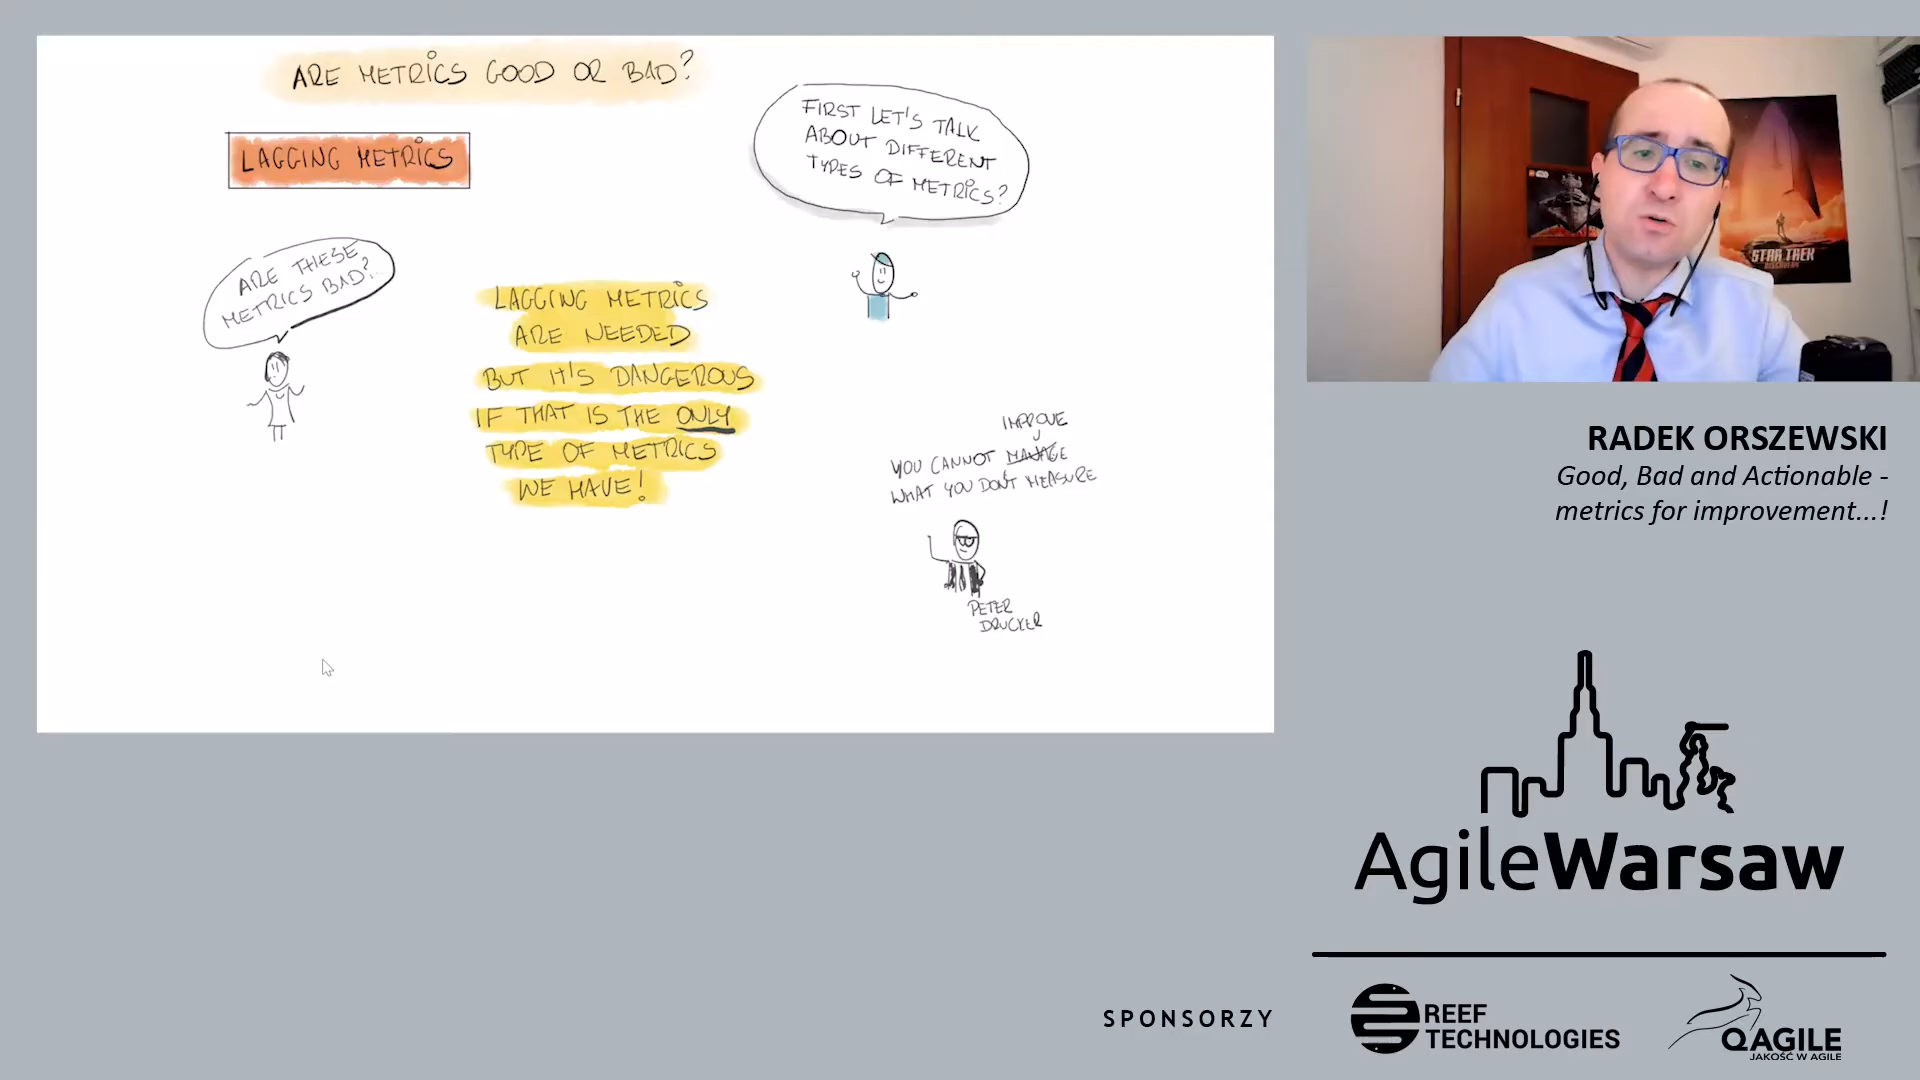 ARE METRICS GOOD OR BAD?
LAGGING METRICS
FIRST LET'S TALK
ABOUT DIFFERENT
TYPES OF METRICS?
ARE THESE
METRICS BAD?..
LAGGING METRICS
ARE NEEDED
BUT IT'S DANGEROUS
IF THAT IS THE ONLY
TYPE OF METRICS
WE HAVE!
IMPROVE
YOU CANNOT MANAGE
WHAT YOU DON'T MEASURE
PETER
DRUCKER
STAR TREK
DISCOVERY
RADEK ORSZEWSKI
Good, Bad and Actionable -
metrics for improvement...!
AgileWarsaw
SPONSORZY
REEF
TECHNOLOGIES
QAGILE
JAKOŚĆ W AGILE